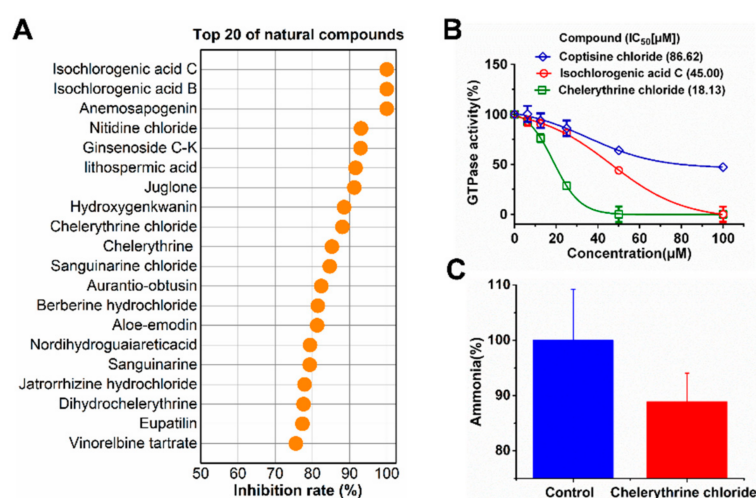 A
Top 20 of natural compounds
Isochlorogenic acid C
Isochlorogenic acid B
Anemosapogenin
Nitidine chloride
Ginsenoside C-K
lithospermic acid
Juglone
Hydroxygenkwanin
Chelerythrine chloride
Chelerythrine
Sanguinarine chloride
Aurantio-obtusin
Berberine hydrochloride
Aloe-emodin
Nordihydroguaiareticacid
Sanguinarine
Jatrorrhizine hydrochloride
Dihydrochelerythrine
Eupatilin
Vinorelbine tartrate
50 60 70 80 90 100
Inhibition rate (%)
B
Compound (IC50[µM])
Coptisine chloride (86.62)
Isochlorogenic acid C (45.00)
Chelerythrine chloride (18.13)
150
100
50
0
GTPase activity(%)
0 20 40 60 80 100
Concentration(µM)
C
110
100
90
80
Ammonia(%)
Control Chelerythrine chloride